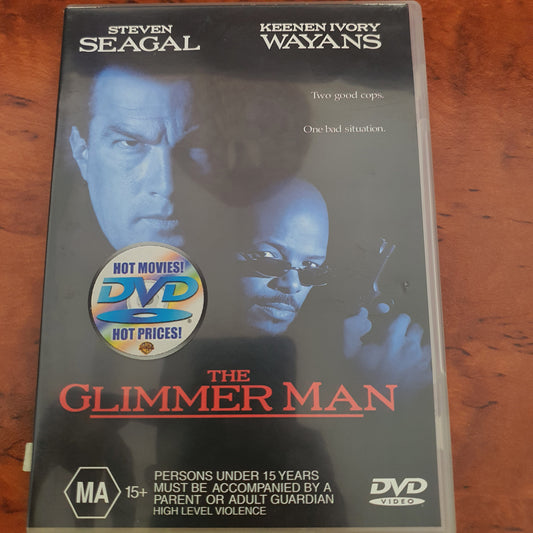 STEVEN
SEAGAL
KEENEN IVORY
WAYANS
Two good cops.
One bad situation.
HOT MOVIES!
DVD
HOT PRICES!
THE
GLIMMER MAN
MA 15+
PERSONS UNDER 15 YEARS
MUST BE ACCOMPANIED BY A
PARENT OR ADULT GUARDIAN
HIGH LEVEL VIOLENCE
DVD
VIDEO